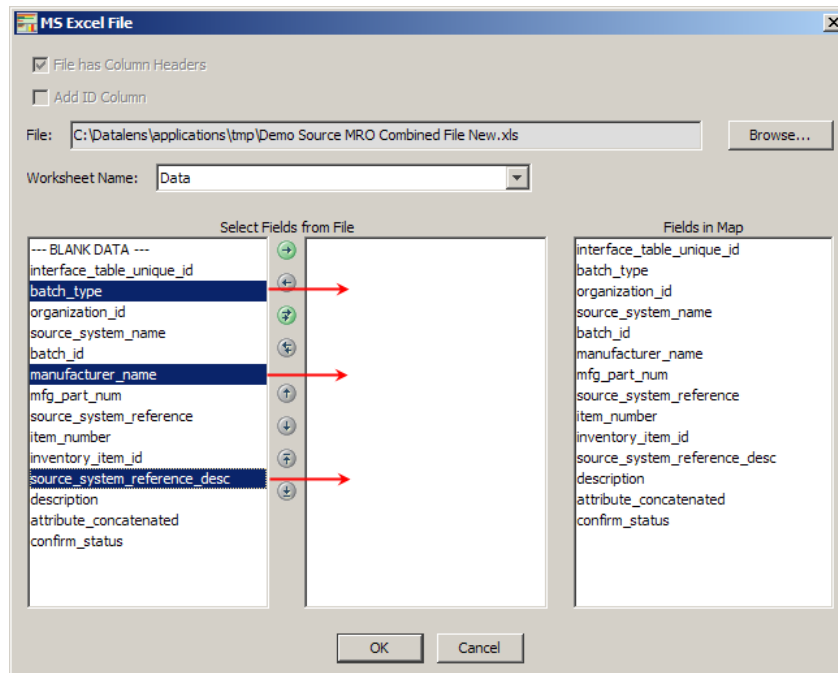 MS Excel File
File has Column Headers
Add ID Column
File: C:\Datalens\applications\tmp\Demo Source MRO Combined File New.xls Browse...
Worksheet Name: Data
Select Fields from File
--- BLANK DATA ---
interface_table_unique_id
batch_type
organization_id
source_system_name
batch_id
manufacturer_name
mfg_part_num
source_system_reference
item_number
inventory_item_id
source_system_reference_desc
description
attribute_concatenated
confirm_status
Fields in Map
interface_table_unique_id
batch_type
organization_id
source_system_name
batch_id
manufacturer_name
mfg_part_num
source_system_reference
item_number
inventory_item_id
source_system_reference_desc
description
attribute_concatenated
confirm_status
OK Cancel